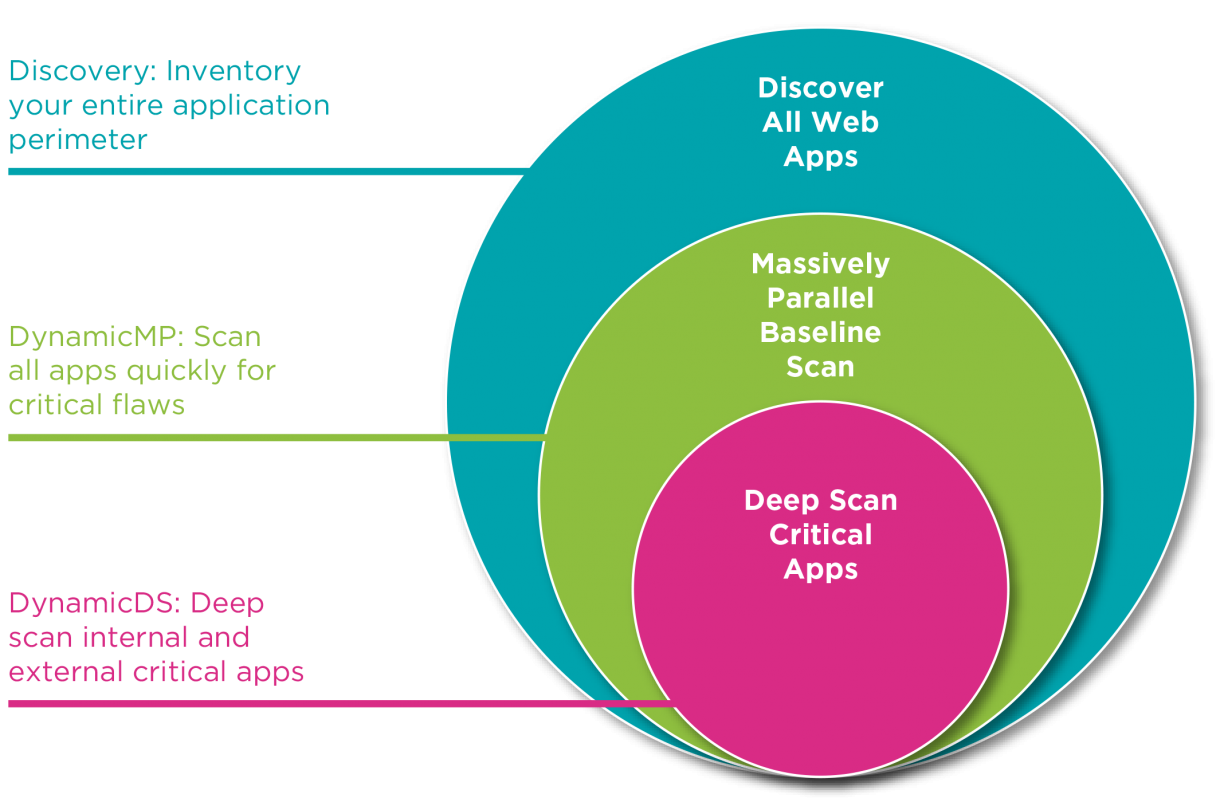 Discovery: Inventory
your entire application
perimeter
Discover
All Web
Apps
DynamicMP: Scan
all apps quickly for
critical flaws
Massively
Parallel
Baseline
Scan
DynamicDS: Deep
scan internal and
external critical apps
Deep Scan
Critical
Apps